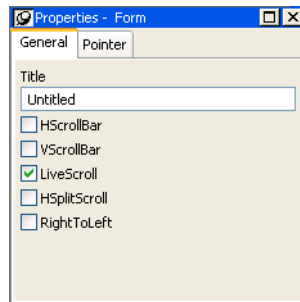 Properties - Form
General Pointer
Title
Untitled
HScrollBar
VScrollBar
LiveScroll
HSplitScroll
RightToLeft